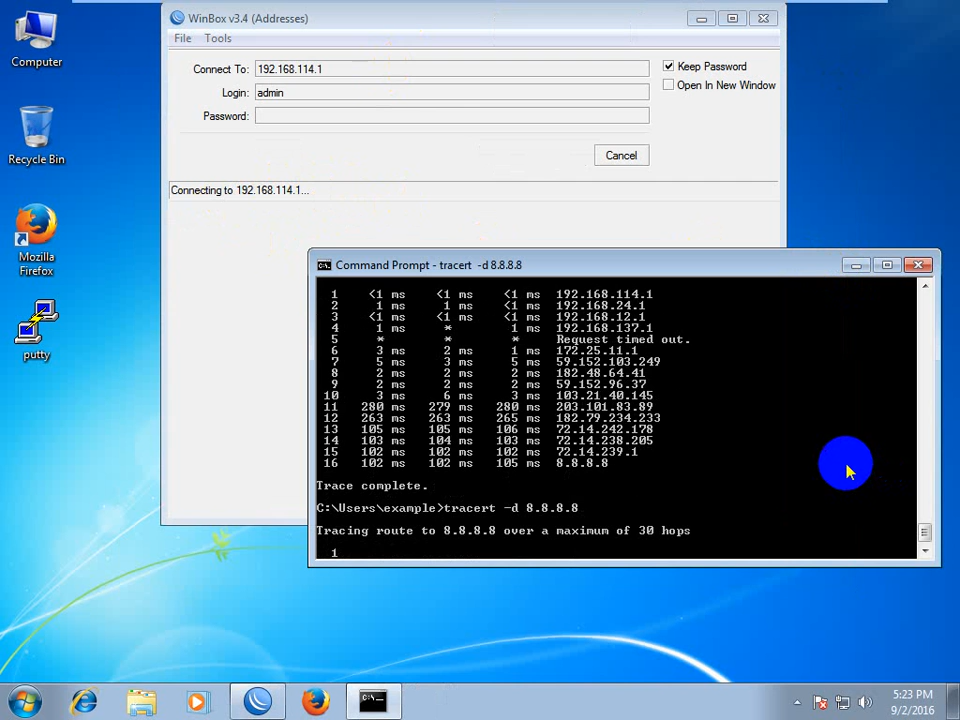 Computer
Recycle Bin
Mozilla
Firefox
putty
WinBox v3.4 (Addresses)
File Tools
Connect To: 192.168.114.1
Keep Password
Login: admin
Open In New Window
Password:
Cancel
Connecting to 192.168.114.1...
C:\. Command Prompt - tracert -d 8.8.8.8
1 <1 ms <1 ms <1 ms 192.168.114.1
2 1 ms 1 ms <1 ms 192.168.24.1
3 <1 ms <1 ms <1 ms 192.168.12.1
4 1 ms * 1 ms 192.168.137.1
5 * * * Request timed out.
6 3 ms 2 ms 1 ms 172.25.11.1
7 5 ms 3 ms 5 ms 59.152.103.249
8 2 ms 2 ms 2 ms 182.48.64.41
9 2 ms 2 ms 2 ms 59.152.96.37
10 3 ms 6 ms 3 ms 103.21.40.145
11 280 ms 279 ms 280 ms 203.101.83.89
12 263 ms 263 ms 265 ms 182.79.234.233
13 105 ms 105 ms 106 ms 72.14.242.178
14 103 ms 104 ms 103 ms 72.14.238.205
15 102 ms 102 ms 102 ms 72.14.239.1
16 102 ms 102 ms 105 ms 8.8.8.8
Trace complete.
C:\Users\example>tracert -d 8.8.8.8
Tracing route to 8.8.8.8 over a maximum of 30 hops
1
C:\.
5:23 PM
9/2/2016